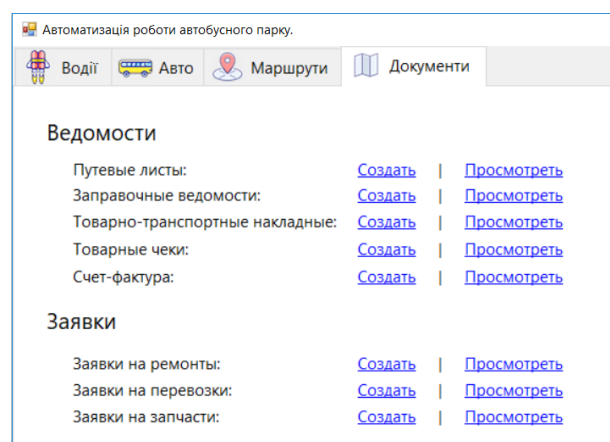 Автоматизація роботи автобусного парку.
Водії Авто Маршрути Документи
Ведомости
Путевые листы: Создать | Просмотреть
Заправочные ведомости: Создать | Просмотреть
Товарно-транспортные накладные: Создать | Просмотреть
Товарные чеки: Создать | Просмотреть
Счет-фактура: Создать | Просмотреть
Заявки
Заявки на ремонты: Создать | Просмотреть
Заявки на перевозки: Создать | Просмотреть
Заявки на запчасти: Создать | Просмотреть